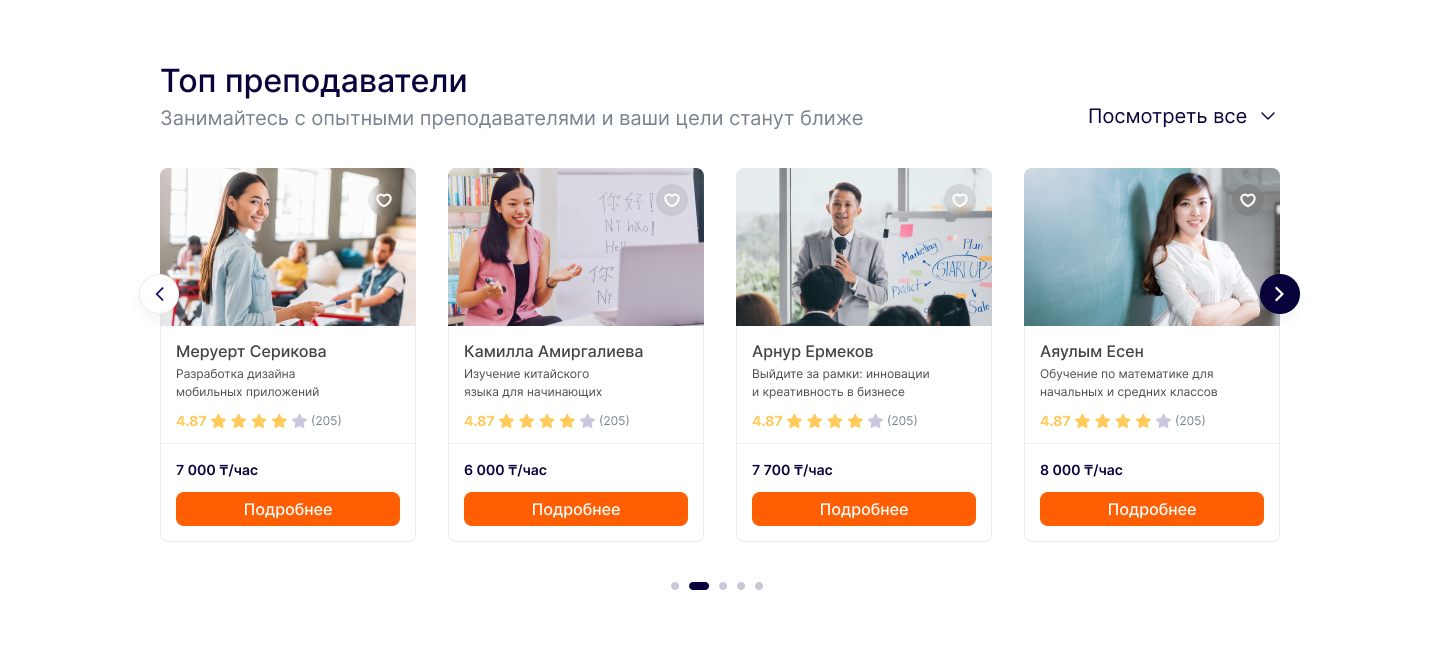 Топ преподаватели
Занимайтесь с опытными преподавателями и ваши цели станут ближе
Посмотреть все
你好!
Nǐ hǎo!
Hell
你
Ní
Marketing
Plan
START UP
Project
Sale
Меруерт Серикова
Разработка дизайна
мобильных приложений
4.87 (205)
7 000 ₸/час
Подробнее
Камилла Амиргалиева
Изучение китайского
языка для начинающих
4.87 (205)
6 000 ₸/час
Подробнее
Арнур Ермеков
Выйдите за рамки: инновации
и креативность в бизнесе
4.87 (205)
7 700 ₸/час
Подробнее
Аяулым Есен
Обучение по математике для
начальных и средних классов
4.87 (205)
8 000 ₸/час
Подробнее